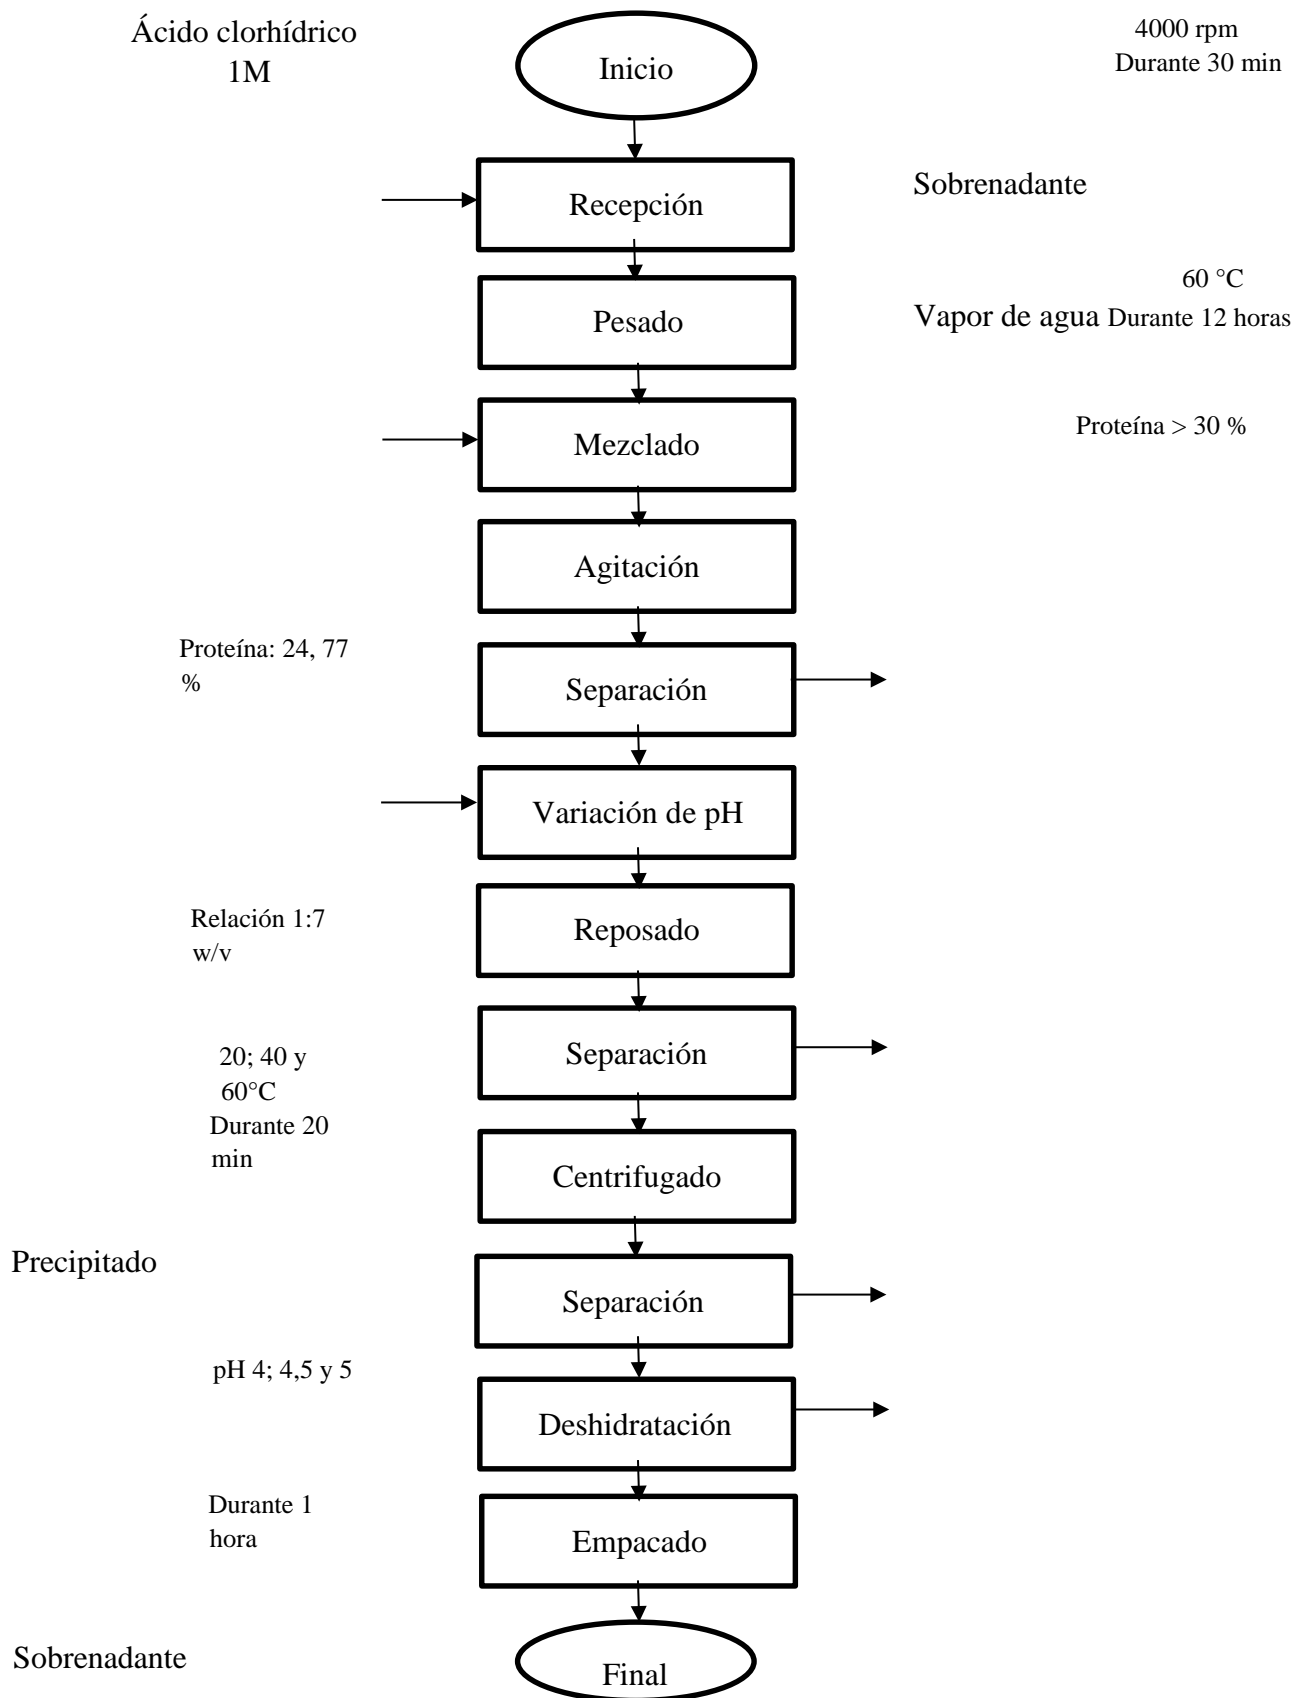 Ácido clorhídrico
1M
Inicio
4000 rpm
Durante 30 min
Recepción
Sobrenadante
Pesado
60 °C
Vapor de agua Durante 12 horas
Mezclado
Proteína > 30 %
Agitación
Proteína: 24, 77
%
Separación
Variación de pH
Relación 1:7
w/v
Reposado
20; 40 y
60°C
Durante 20
min
Separación
Centrifugado
Precipitado
Separación
pH 4; 4,5 y 5
Deshidratación
Durante 1
hora
Empacado
Sobrenadante
Final